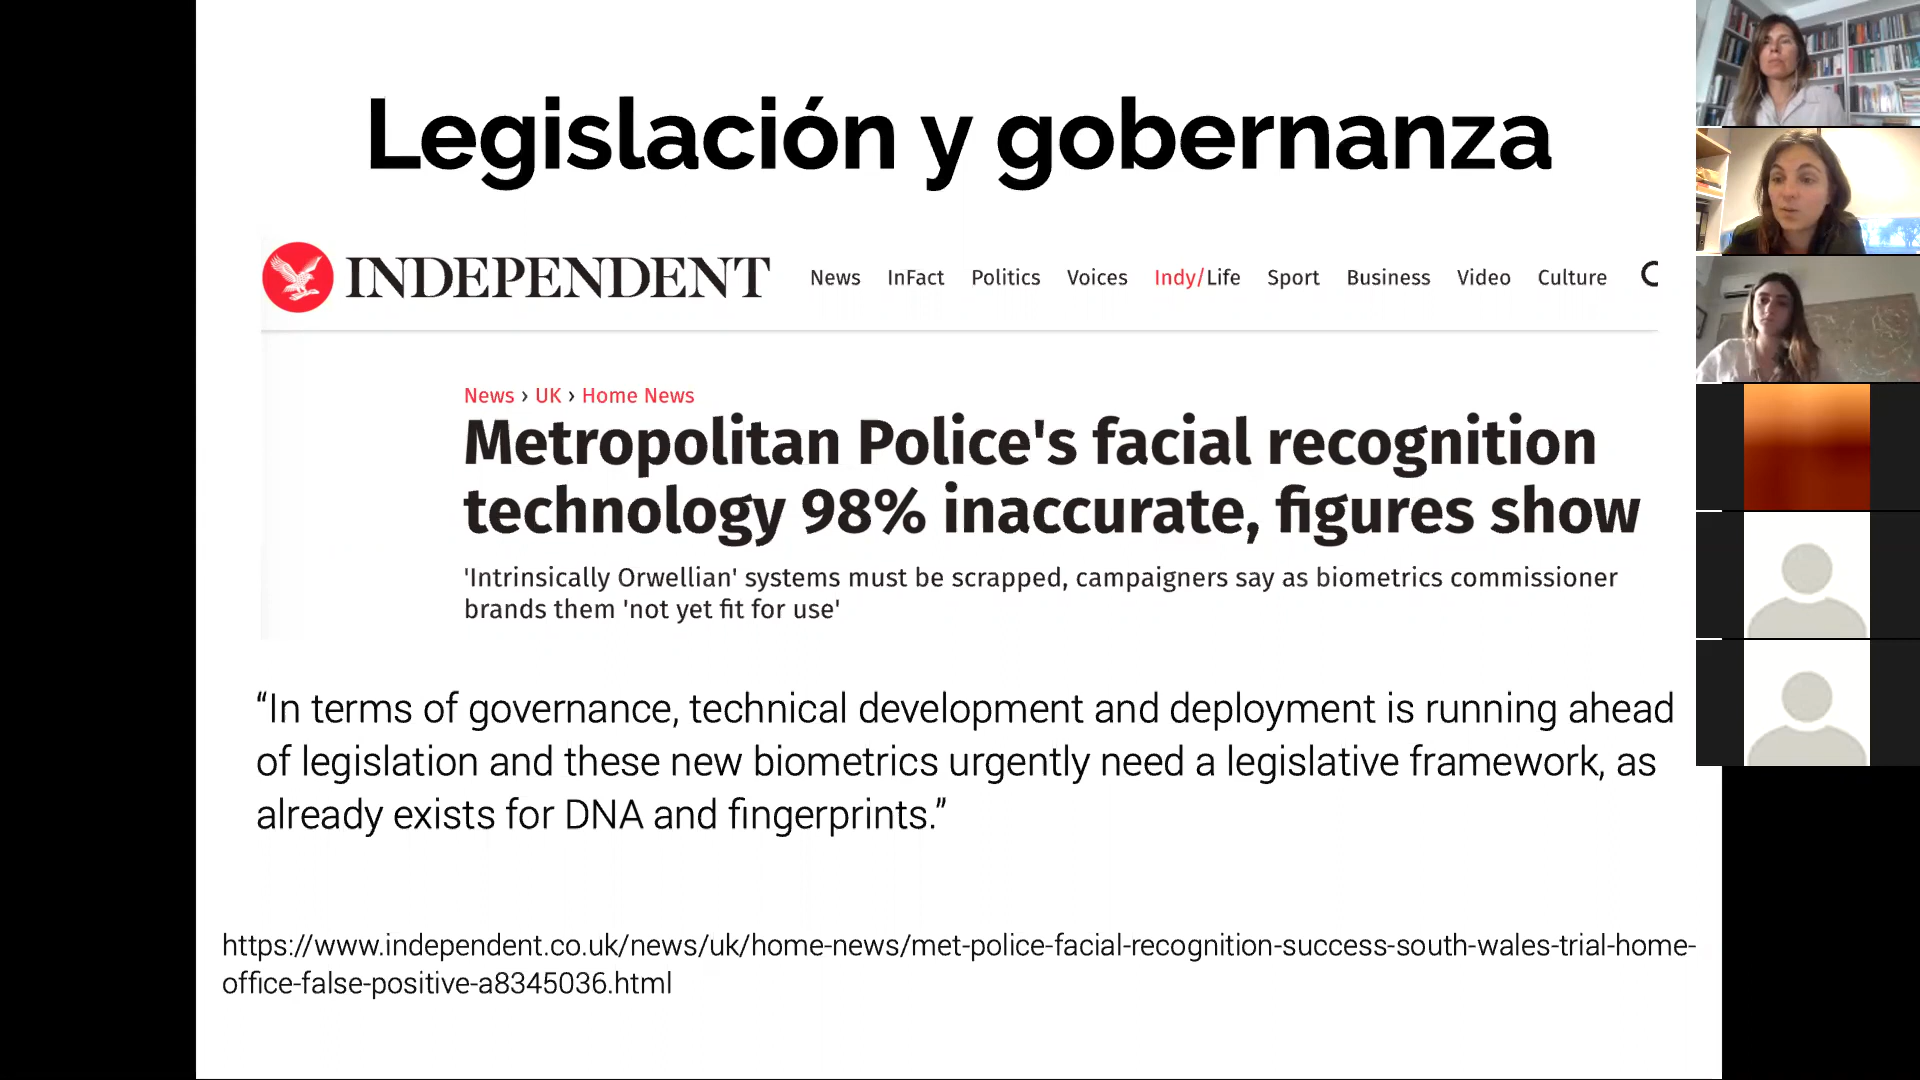 Legislación y gobernanza
INDEPENDENT News InFact Politics Voices Indy/Life Sport Business Video Culture
News › UK › Home News
Metropolitan Police's facial recognition
technology 98% inaccurate, figures show
'Intrinsically Orwellian' systems must be scrapped, campaigners say as biometrics commissioner
brands them 'not yet fit for use'
“In terms of governance, technical development and deployment is running ahead
of legislation and these new biometrics urgently need a legislative framework, as
already exists for DNA and fingerprints.”
https://www.independent.co.uk/news/uk/home-news/met-police-facial-recognition-success-south-wales-trial-home-
office-false-positive-a8345036.html